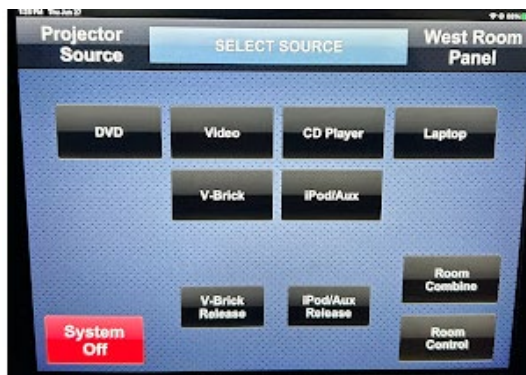 Projector
Source
SELECT SOURCE
West Room
Panel
DVD
Video
CD Player
Laptop
V-Brick
iPod/Aux
Room
Combine
V-Brick
Release
iPod/Aux
Release
System
Off
Room
Control